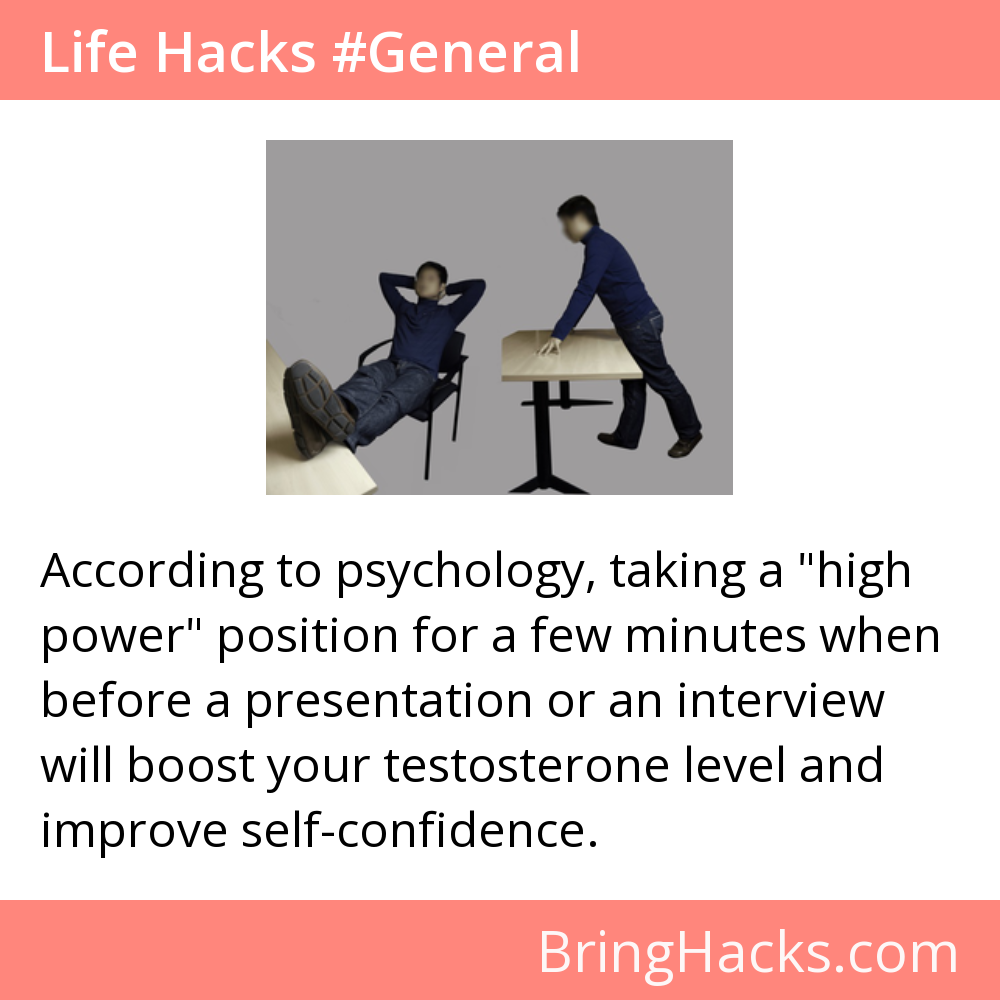 Life Hacks #General
According to psychology, taking a "high
power" position for a few minutes when
before a presentation or an interview
will boost your testosterone level and
improve self-confidence.
BringHacks.com